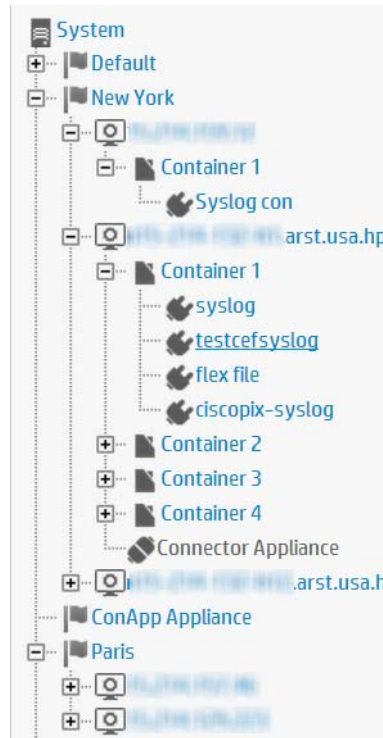 System
Default
New York
Container 1
Syslog con
.arst.usa.hp
Container 1
syslog
testcefsyslog
flex file
ciscopix-syslog
Container 2
Container 3
Container 4
Connector Appliance
.arst.usa.h
ConApp Appliance
Paris